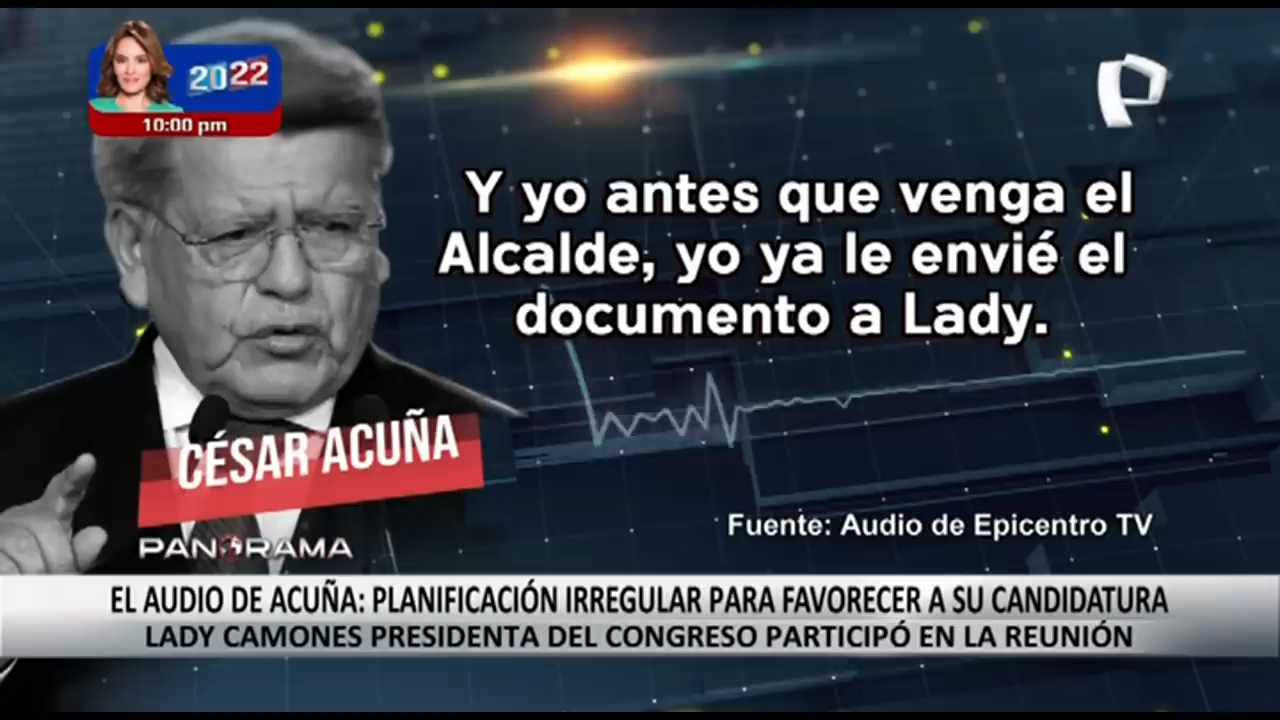 2022
10:00 pm
Y yo antes que venga el
Alcalde, yo ya le envié el
documento a Lady.
CÉSAR ACUÑA
PANORAMA
Fuente: Audio de Epicentro TV
EL AUDIO DE ACUÑA: PLANIFICACIÓN IRREGULAR PARA FAVORECER A SU CANDIDATURA
LADY CAMONES PRESIDENTA DEL CONGRESO PARTICIPÓ EN LA REUNIÓN